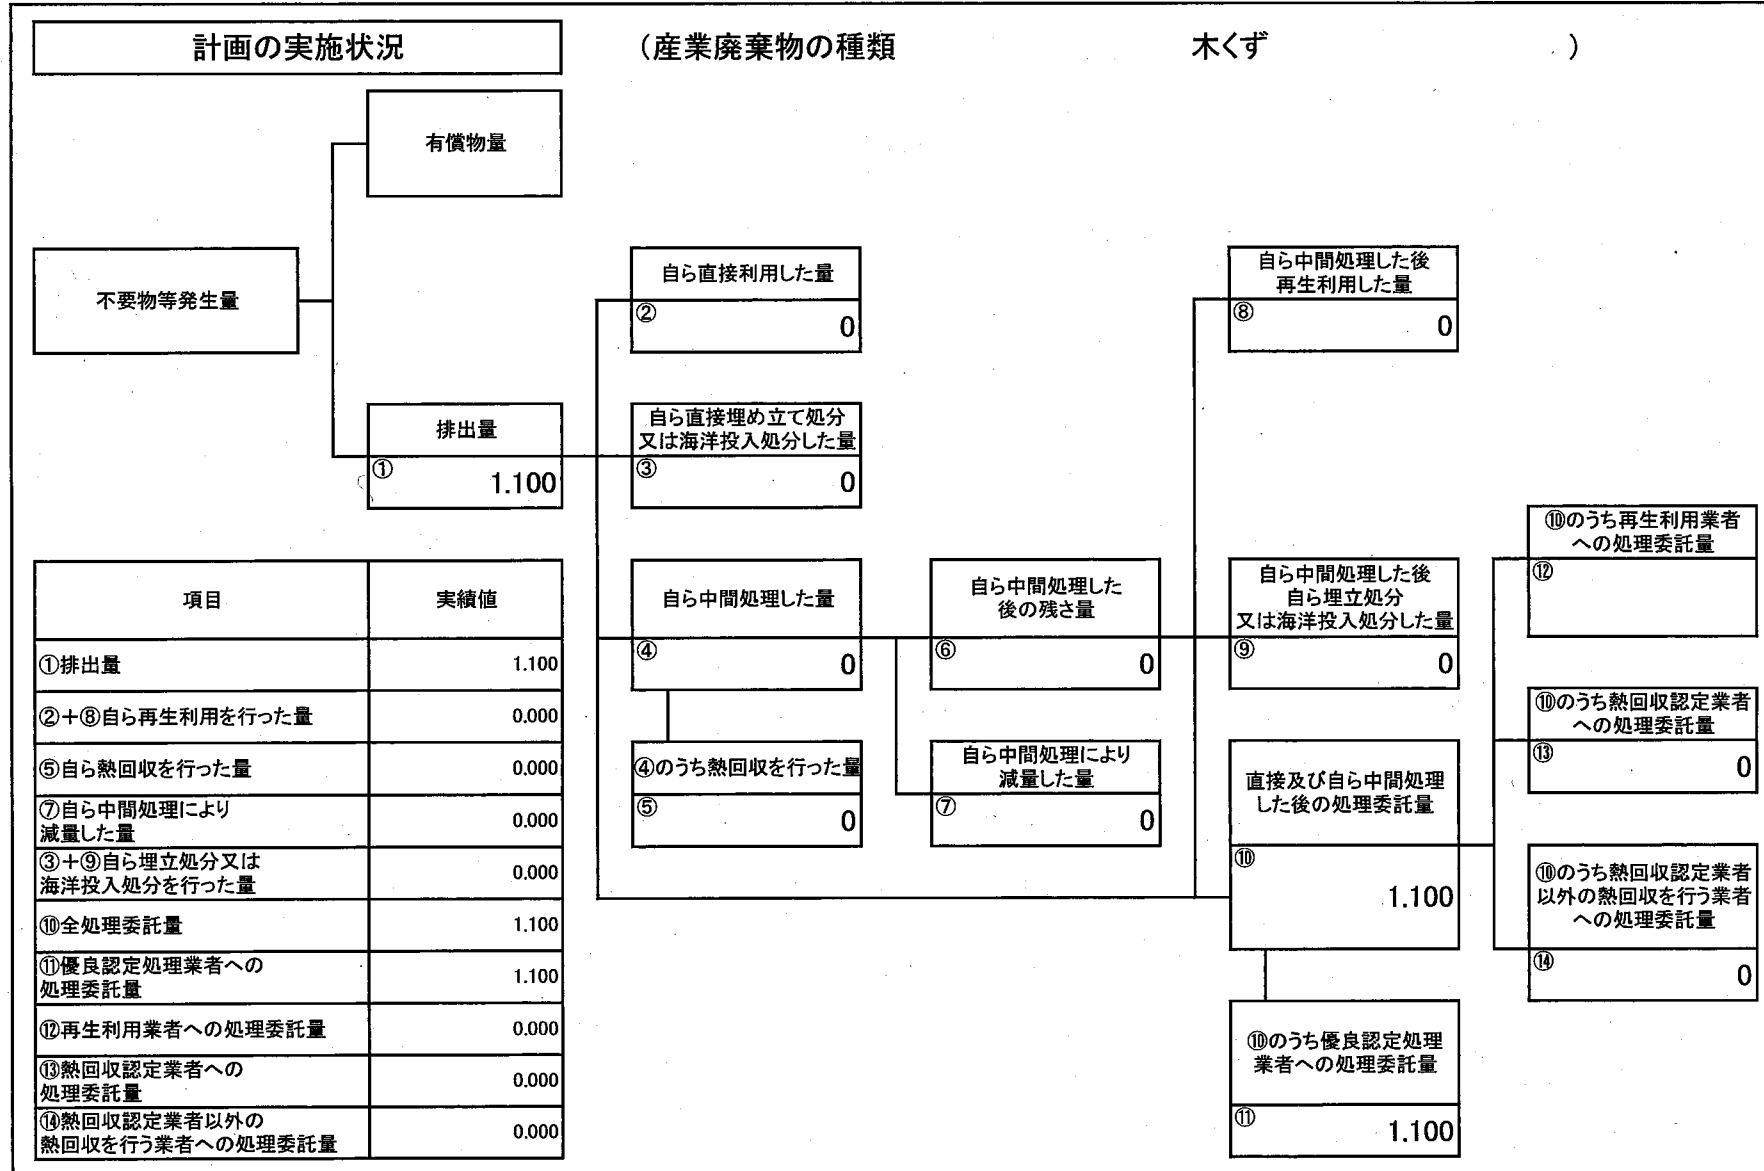 計画の実施状況
(産業廃棄物の種類 木くず )
有償物量
不要物等発生量
排出量
① 1.100
自ら直接利用した量
② 0
自ら直接埋め立て処分
又は海洋投入処分した量
③ 0
自ら中間処理した量
④ 0
④のうち熱回収を行った量
⑤ 0
自ら中間処理した
後の残さ量
⑥ 0
自ら中間処理により
減量した量
⑦ 0
自ら中間処理した後
再生利用した量
⑧ 0
自ら中間処理した後
自ら埋立処分
又は海洋投入処分した量
⑨ 0
直接及び自ら中間処理
した後の処理委託量
⑩ 1.100
⑩のうち優良認定処理
業者への処理委託量
⑪ 1.100
⑩のうち再生利用業者
への処理委託量
⑫
⑩のうち熱回収認定業者
への処理委託量
⑬ 0
⑩のうち熱回収認定業者
以外の熱回収を行う業者
への処理委託量
⑭ 0
項目 実績値
①排出量 1.100
②+⑧自ら再生利用を行った量 0.000
⑤自ら熱回収を行った量 0.000
⑦自ら中間処理により
減量した量 0.000
③+⑨自ら埋立処分又は
海洋投入処分を行った量 0.000
⑩全処理委託量 1.100
⑪優良認定処理業者への
処理委託量 1.100
⑫再生利用業者への処理委託量 0.000
⑬熱回収認定業者への
処理委託量 0.000
⑭熱回収認定業者以外の
熱回収を行う業者への処理委託量 0.000